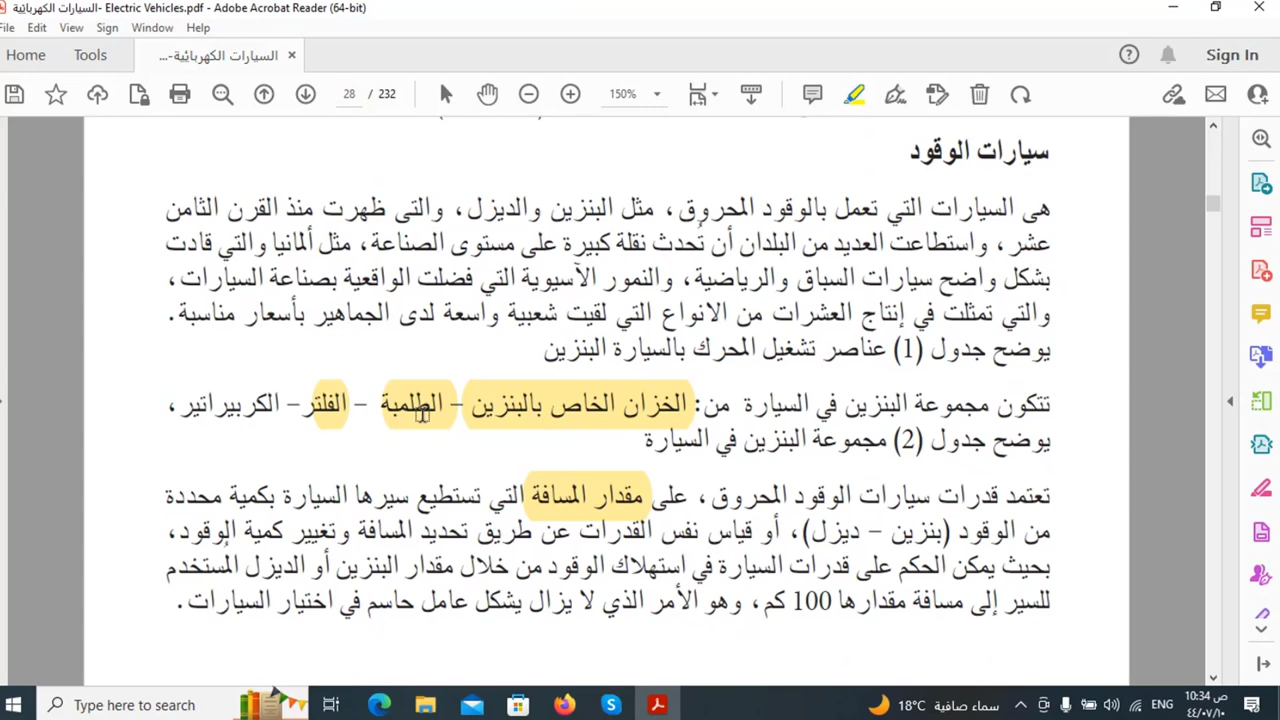 السيارات الكهربائية- Electric Vehicles.pdf - Adobe Acrobat Reader (64-bit)
File Edit View Sign Window Help
Home Tools السيارات الكهربائية-... × Sign In
28 / 232 150%
سيارات الوقود
هى السيارات التي تعمل بالوقود المحروق، مثل البنزين والديزل، والتى ظهرت منذ القرن الثامن
عشر، واستطاعت العديد من البلدان أن تُحدث نقلة كبيرة على مستوى الصناعة، مثل ألمانيا والتي قادت
بشكل واضح سيارات السباق والرياضية، والنمور الآسيوية التي فضلت الواقعية بصناعة السيارات،
والتي تمثلت في إنتاج العشرات من الانواع التي لقيت شعبية واسعة لدى الجماهير بأسعار مناسبة.
يوضح جدول (1) عناصر تشغيل المحرك بالسيارة البنزين
تتكون مجموعة البنزين في السيارة من: الخزان الخاص بالبنزين – الطلمبة – الفلتر– الكربيراتير،
يوضح جدول (2) مجموعة البنزين في السيارة
تعتمد قدرات سيارات الوقود المحروق، على مقدار المسافة التي تستطيع سيرها السيارة بكمية محددة
من الوقود (بنزين – ديزل)، أو قياس نفس القدرات عن طريق تحديد المسافة وتغيير كمية الوقود،
بحيث يمكن الحكم على قدرات السيارة في استهلاك الوقود من خلال مقدار البنزين أو الديزل المُستخدم
للسير إلى مسافة مقدارها 100 كم، وهو الأمر الذي لا يزال يشكل عامل حاسم في اختيار السيارات.
Type here to search 18°C سماء صافية ENG 10:34 ص
٤٤/٠٧/١٠